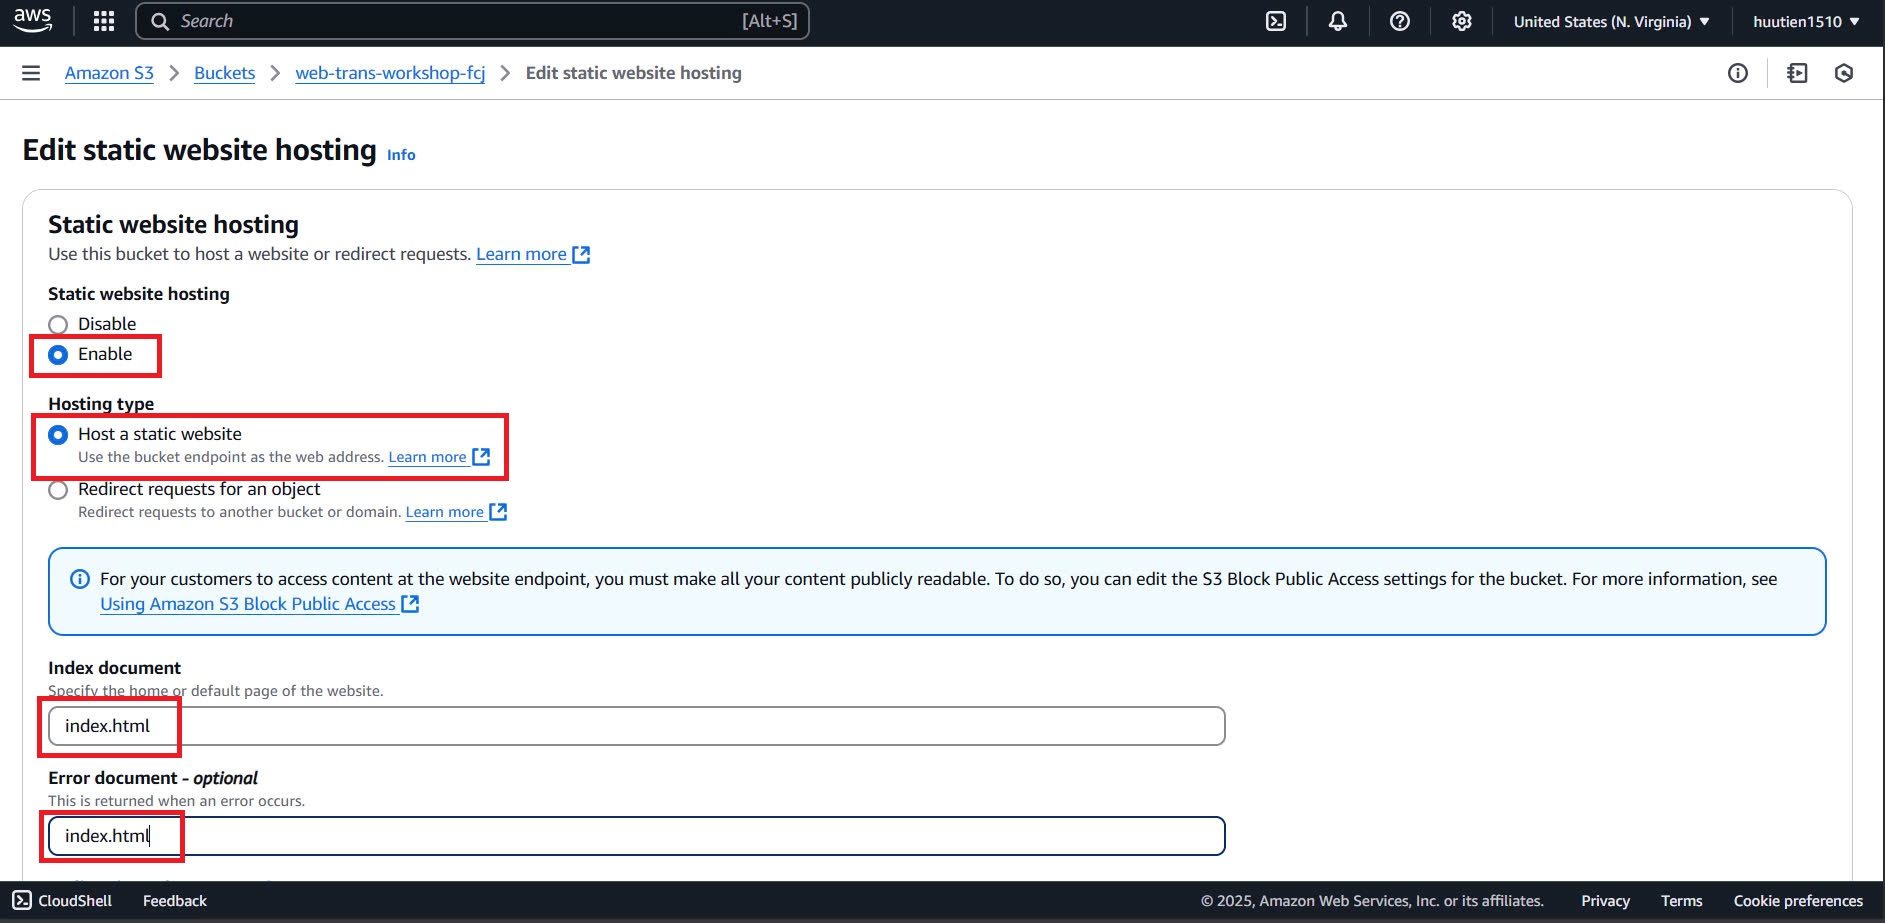 aws
Search [Alt+S]
United States (N. Virginia)
huutien1510
Amazon S3 > Buckets > web-trans-workshop-fcj > Edit static website hosting
Edit static website hosting Info
Static website hosting
Use this bucket to host a website or redirect requests. Learn more
Static website hosting
Disable
Enable
Hosting type
Host a static website
Use the bucket endpoint as the web address. Learn more
Redirect requests for an object
Redirect requests to another bucket or domain. Learn more
For your customers to access content at the website endpoint, you must make all your content publicly readable. To do so, you can edit the S3 Block Public Access settings for the bucket. For more information, see
Using Amazon S3 Block Public Access
Index document
Specify the home or default page of the website.
index.html
Error document - optional
This is returned when an error occurs.
index.html
CloudShell Feedback © 2025, Amazon Web Services, Inc. or its affiliates. Privacy Terms Cookie preferences